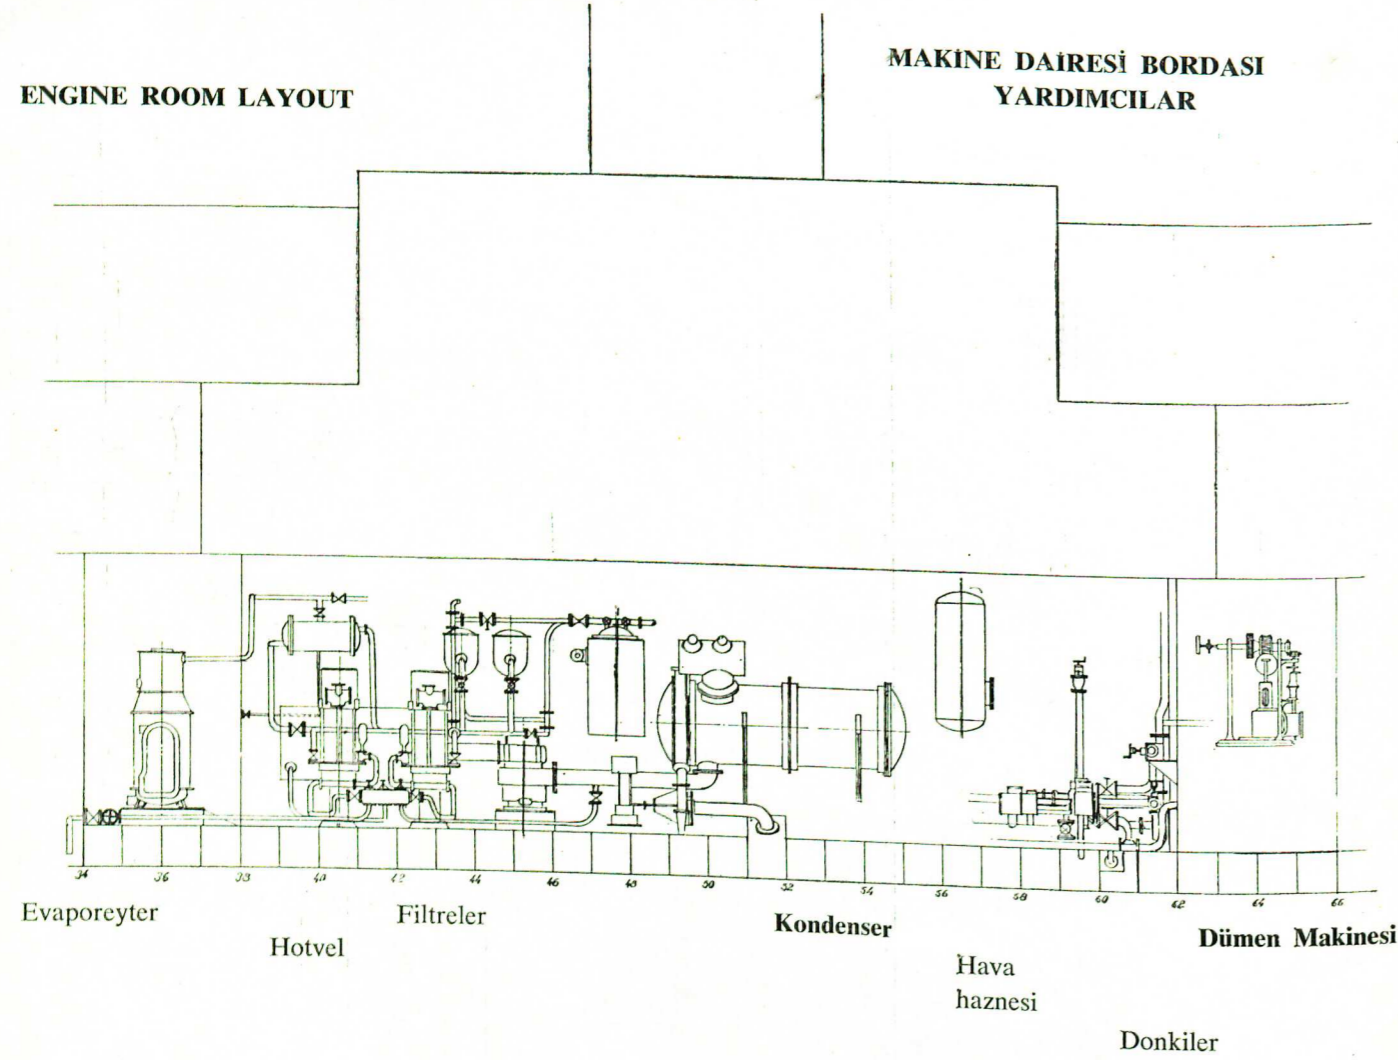 ENGINE ROOM LAYOUT
MAKİNE DAİRESİ BORDASI
YARDIMCILAR
34 36 38 40 42 44 46 48 50 52 54 56 58 60 62 64 66
Evaporeyter
Hotvel
Filtreler
Kondenser
Hava
haznesi
Donkiler
Dümen Makinesi